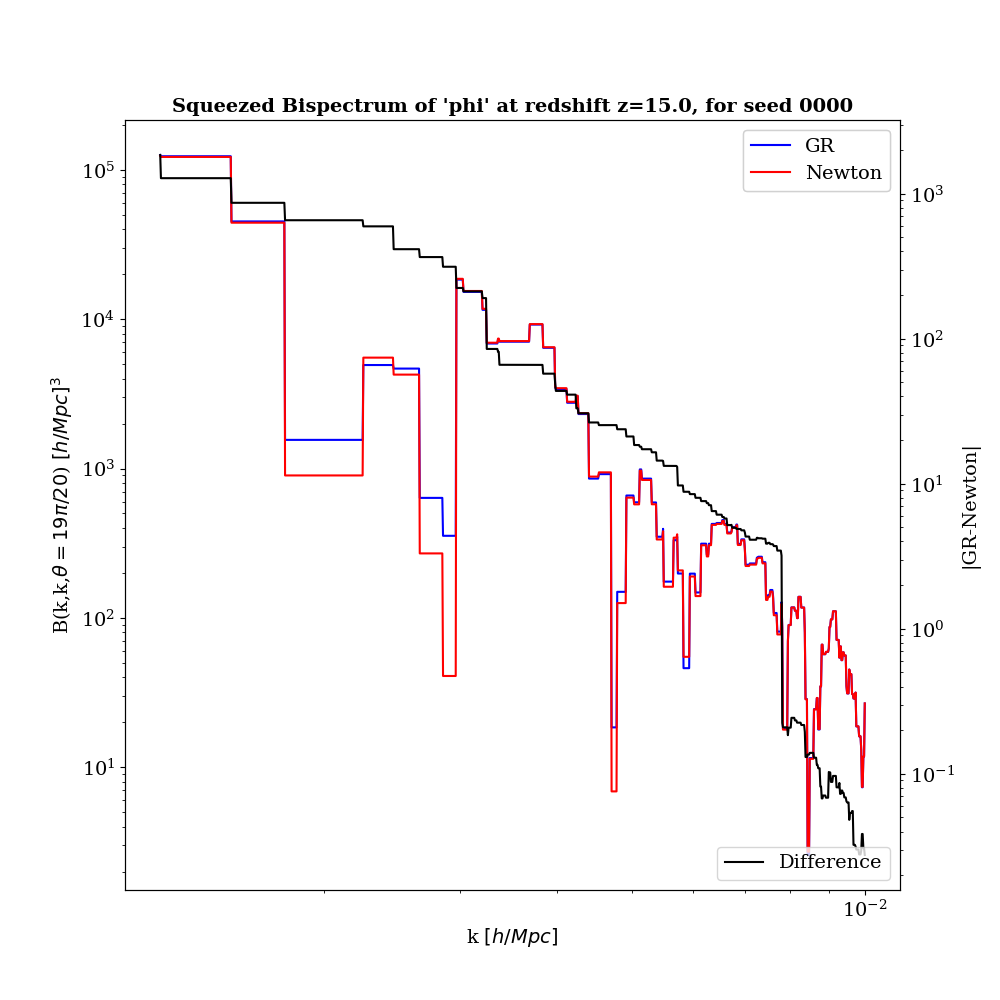 Squeezed Bispectrum of 'phi' at redshift z=15.0, for seed 0000
GR
Newton
10⁵
10⁴
10³
10²
10¹
B(k,k,θ = 19π/20) [h/Mpc]³
10³
10²
10¹
10⁰
10⁻¹
|GR-Newton|
Difference
10⁻²
k [h/Mpc]